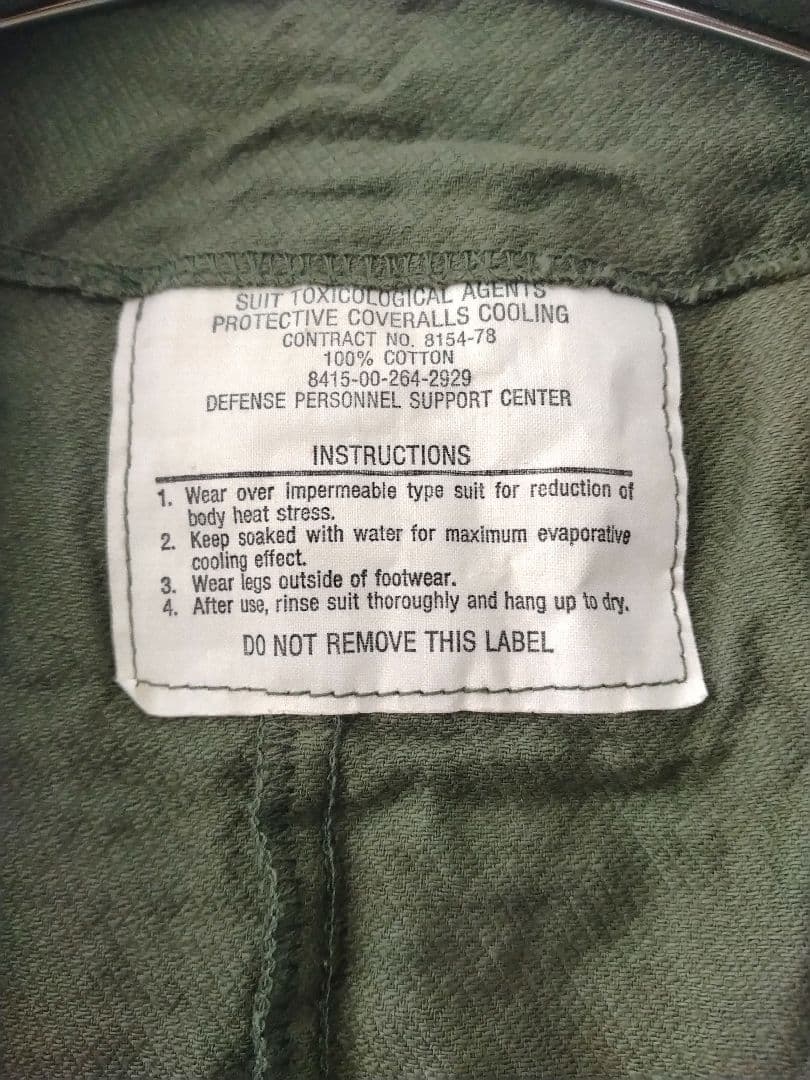 SUIT TOXICOLOGICAL AGENTS
PROTECTIVE COVERALLS COOLING
CONTRACT NO. 8154-78
100% COTTON
8415-00-264-2929
DEFENSE PERSONNEL SUPPORT CENTER
INSTRUCTIONS
1. Wear over impermeable type suit for reduction of
body heat stress.
2. Keep soaked with water for maximum evaporative
cooling effect.
3. Wear legs outside of footwear.
4. After use, rinse suit thoroughly and hang up to dry.
DO NOT REMOVE THIS LABEL